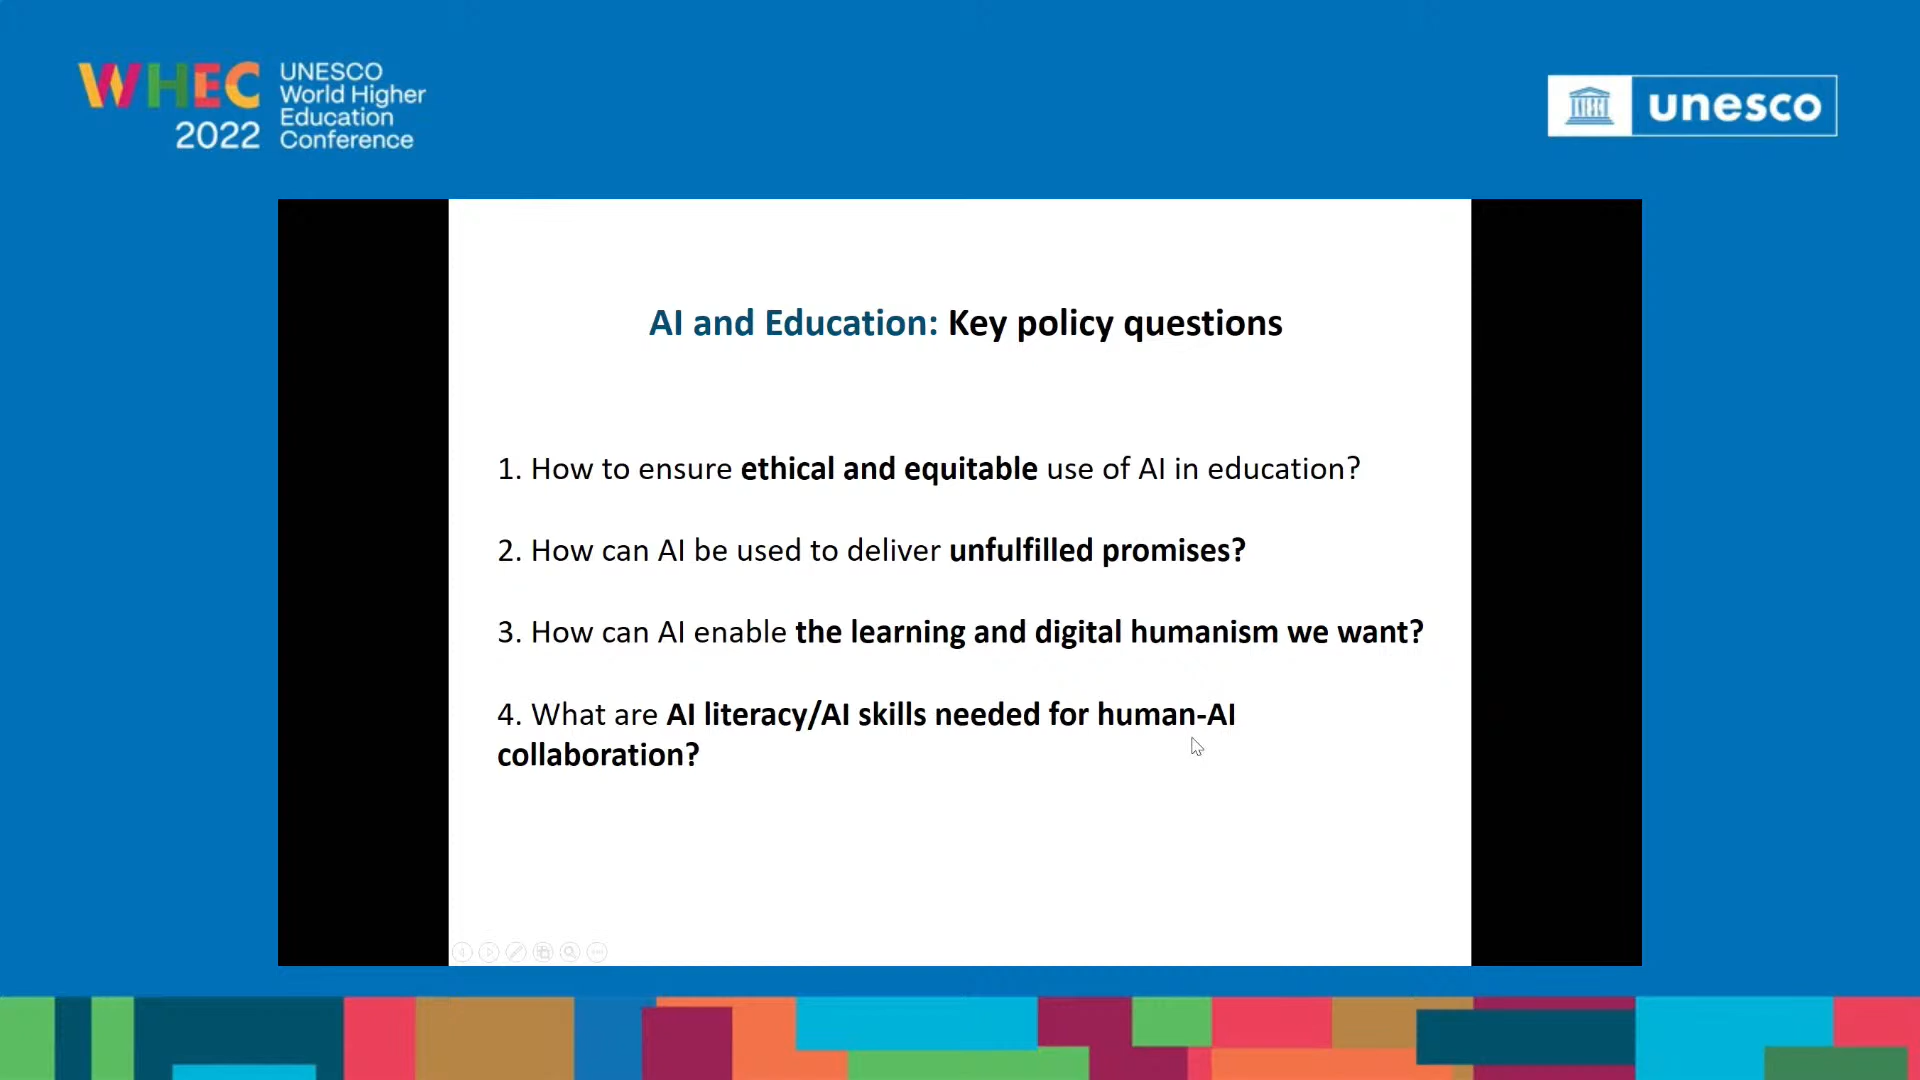 WHEC
2022
UNESCO
World Higher
Education
Conference
UNESCO
unesco
AI and Education: Key policy questions
1. How to ensure ethical and equitable use of AI in education?
2. How can AI be used to deliver unfulfilled promises?
3. How can AI enable the learning and digital humanism we want?
4. What are AI literacy/AI skills needed for human-AI
collaboration?